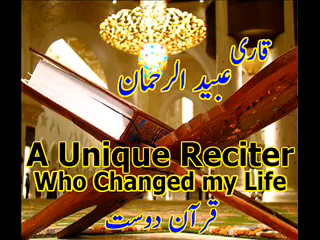 قاری
عبید الرحمان
A Unique Reciter
Who Changed my Life
قرآن دوست